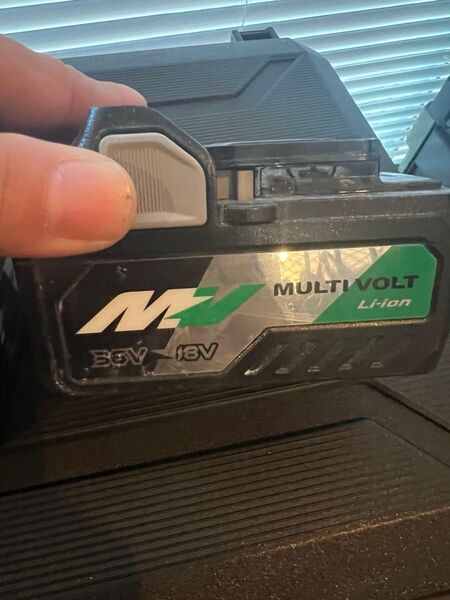 MV
MULTI VOLT
Li-ion
36V 18V